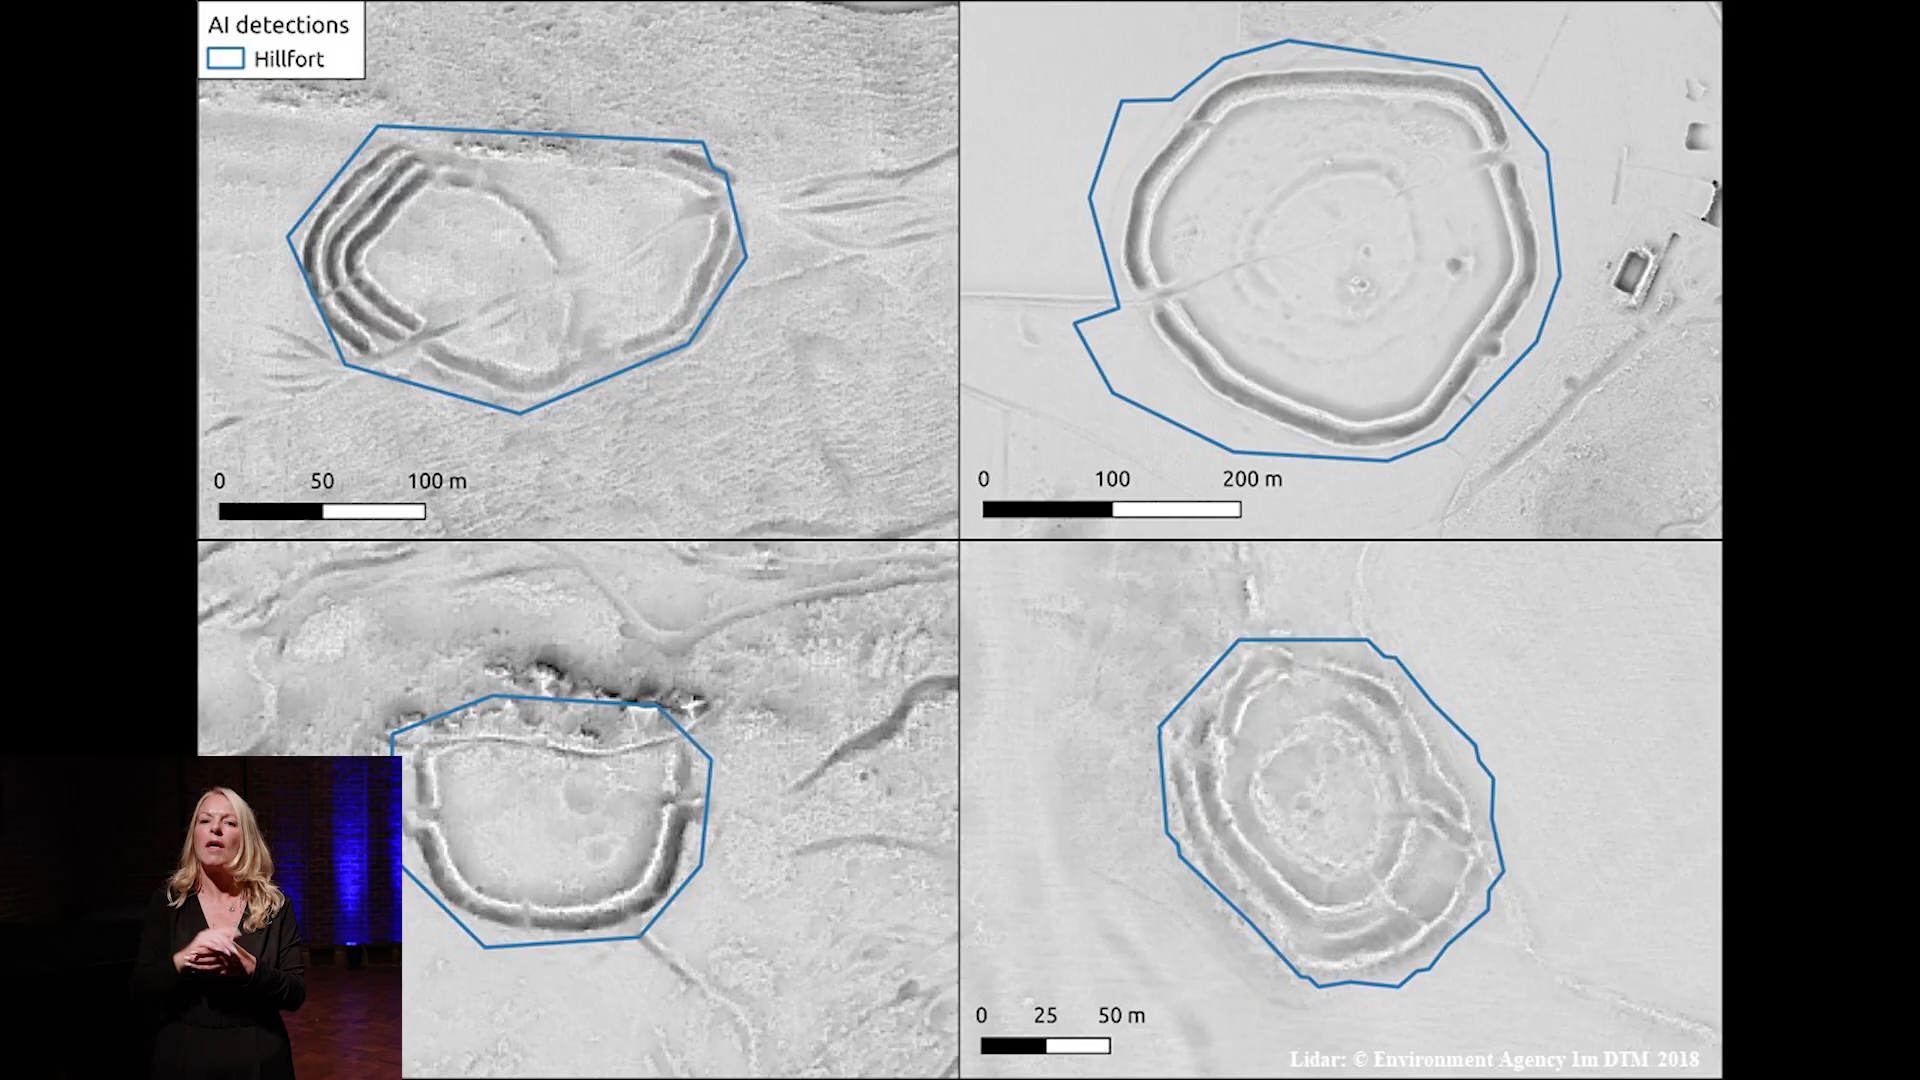 AI detections
Hillfort
0 50 100 m
0 100 200 m
0 25 50 m
Lidar: © Environment Agency 1m DTM 2018